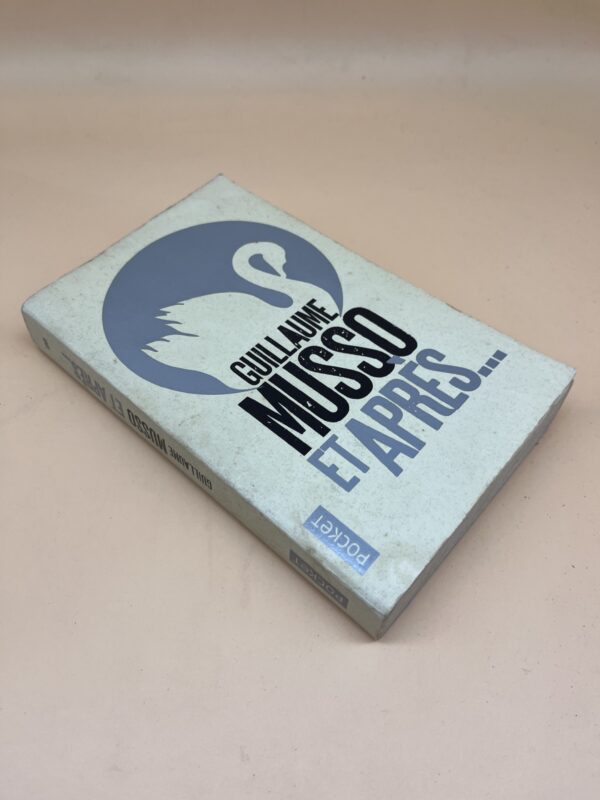 GUILLAUME
MUSSO
ET APRÈS...
POCKET
GUILLAUME MUSSO ET APRÈS...
POCKET